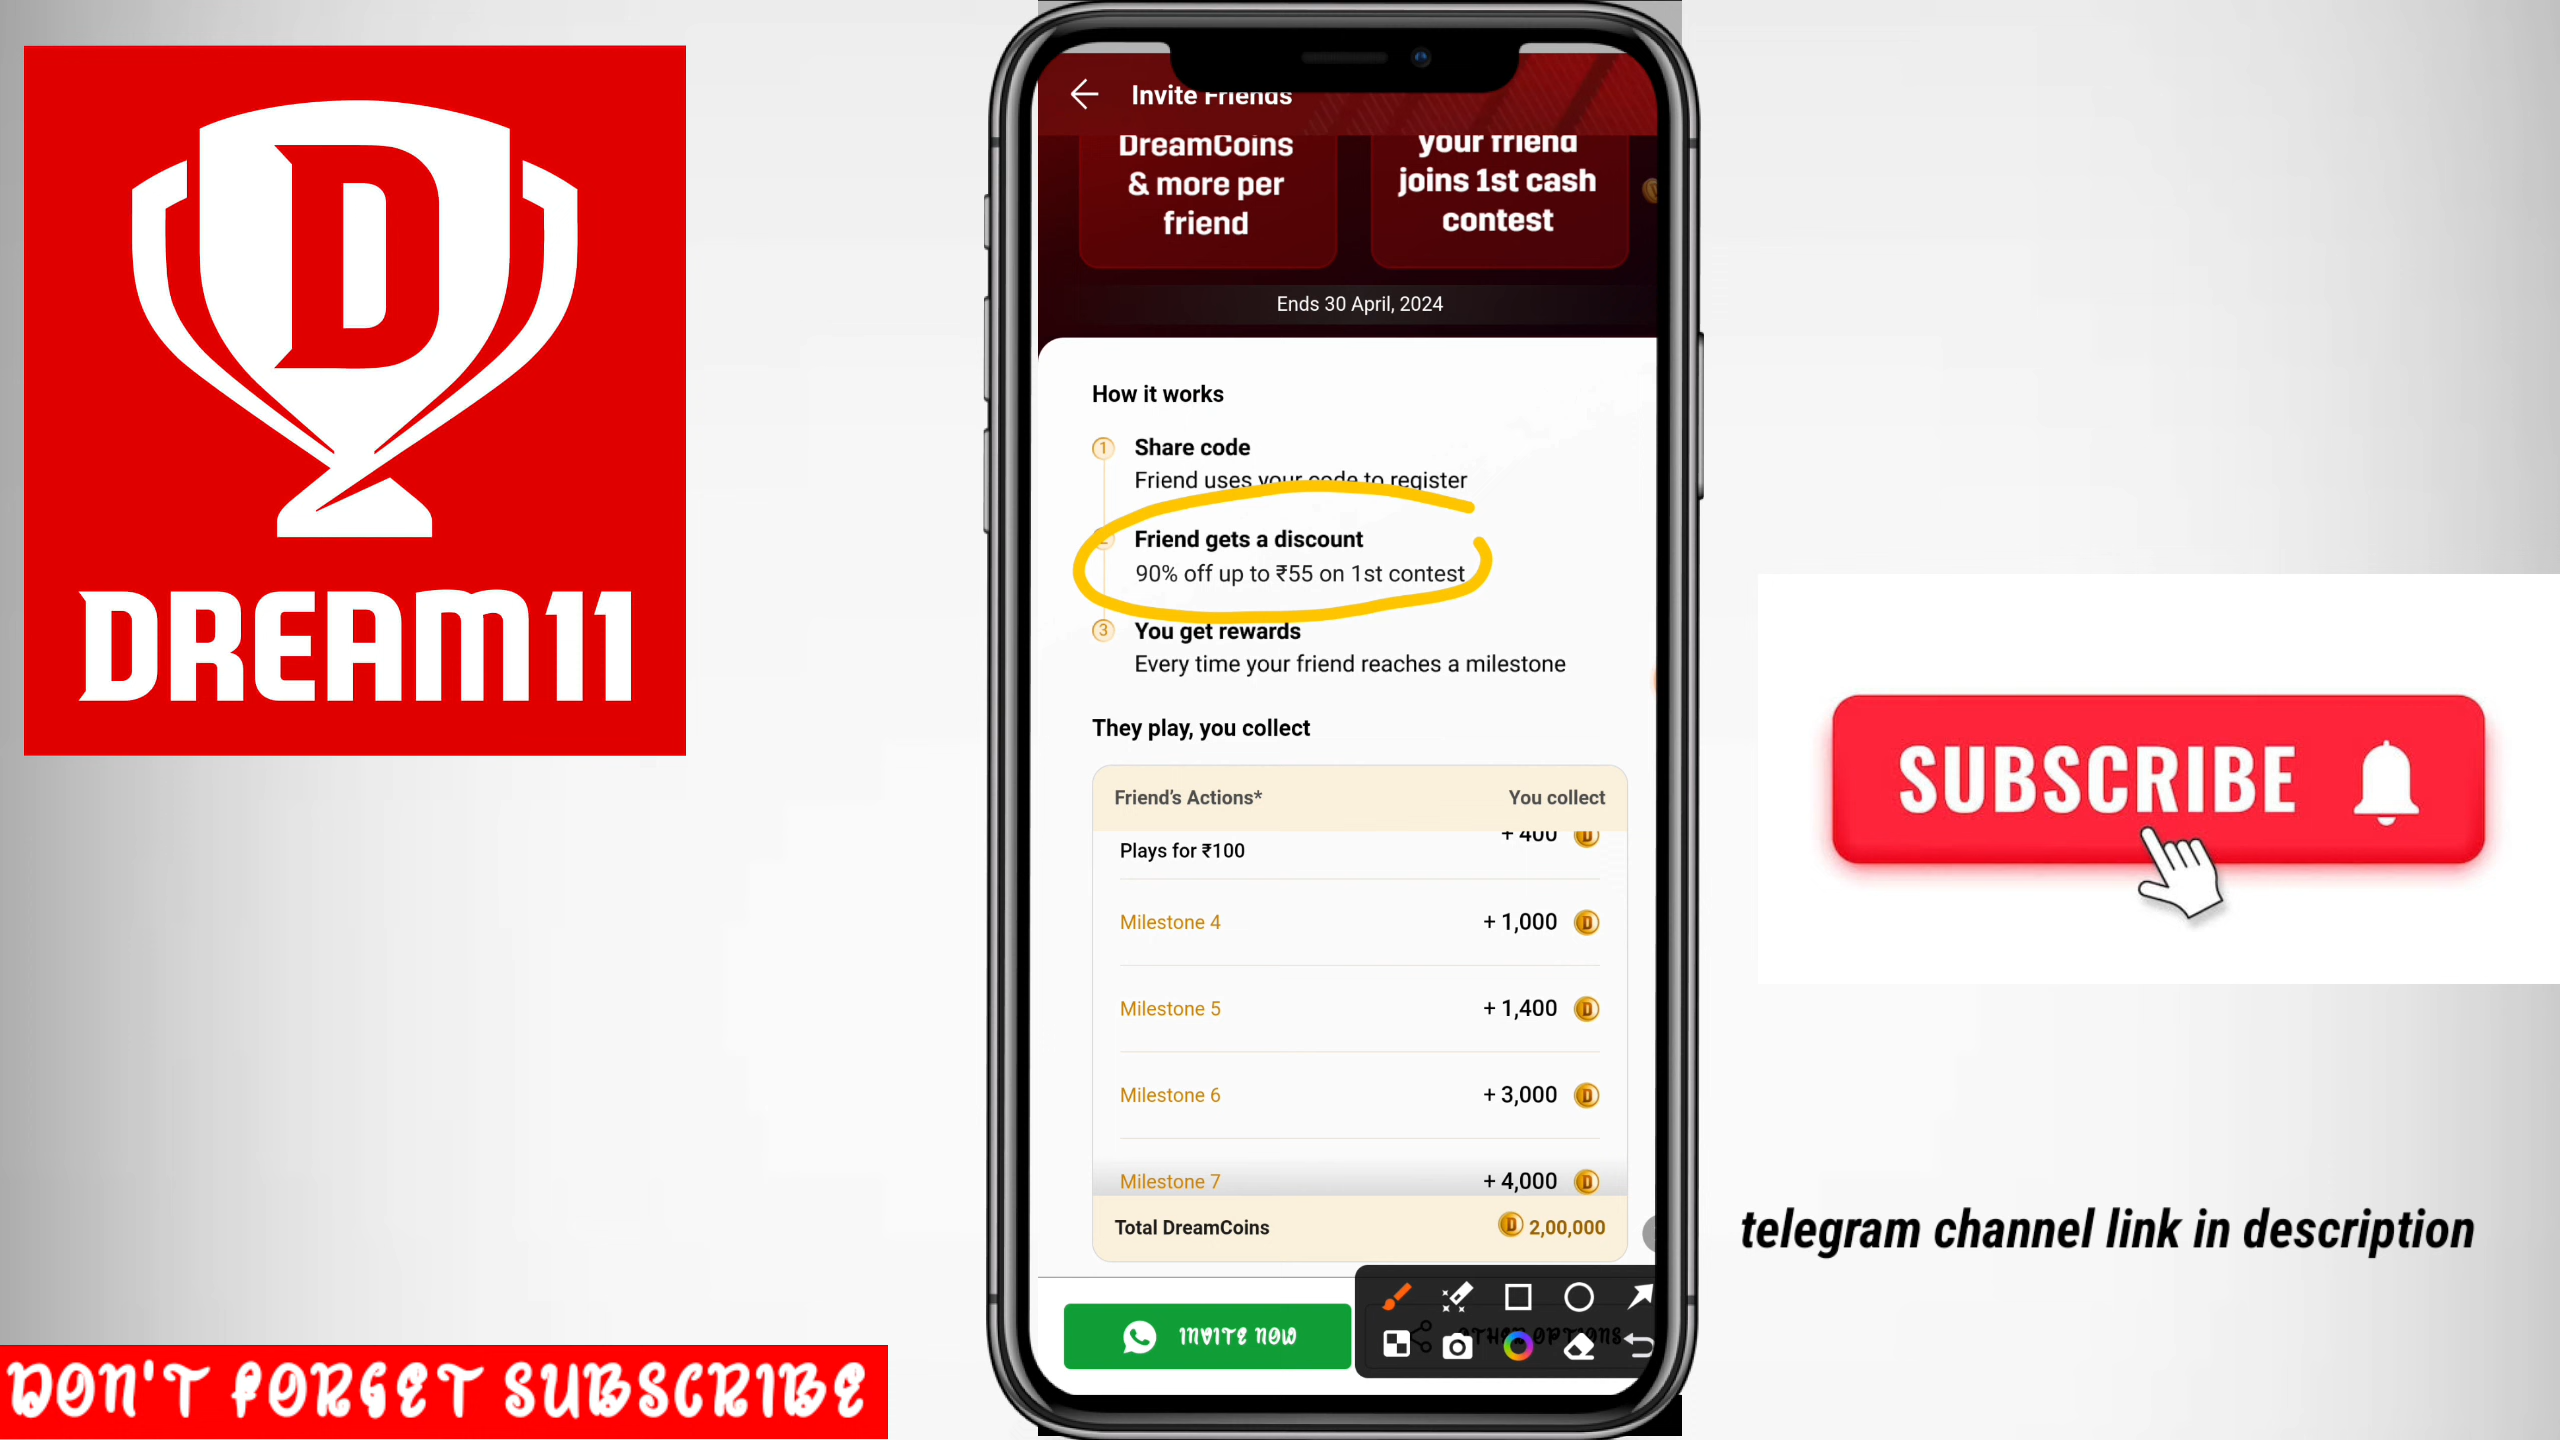 D
DREAM11
Invite Friends
DreamCoins
& more per
friend
your friend
joins 1st cash
contest
Ends 30 April, 2024
How it works
1 Share code
Friend uses your code to register
2 Friend gets a discount
90% off up to ₹55 on 1st contest
3 You get rewards
Every time your friend reaches a milestone
They play, you collect
Friend's Actions* You collect
+ 400
Plays for ₹100
Milestone 4 + 1,000
Milestone 5 + 1,400
Milestone 6 + 3,000
Milestone 7 + 4,000
Total DreamCoins 2,00,000
INVITE NOW
OTHER OPTIONS
SUBSCRIBE
telegram channel link in description
DON'T FORGET SUBSCRIBE